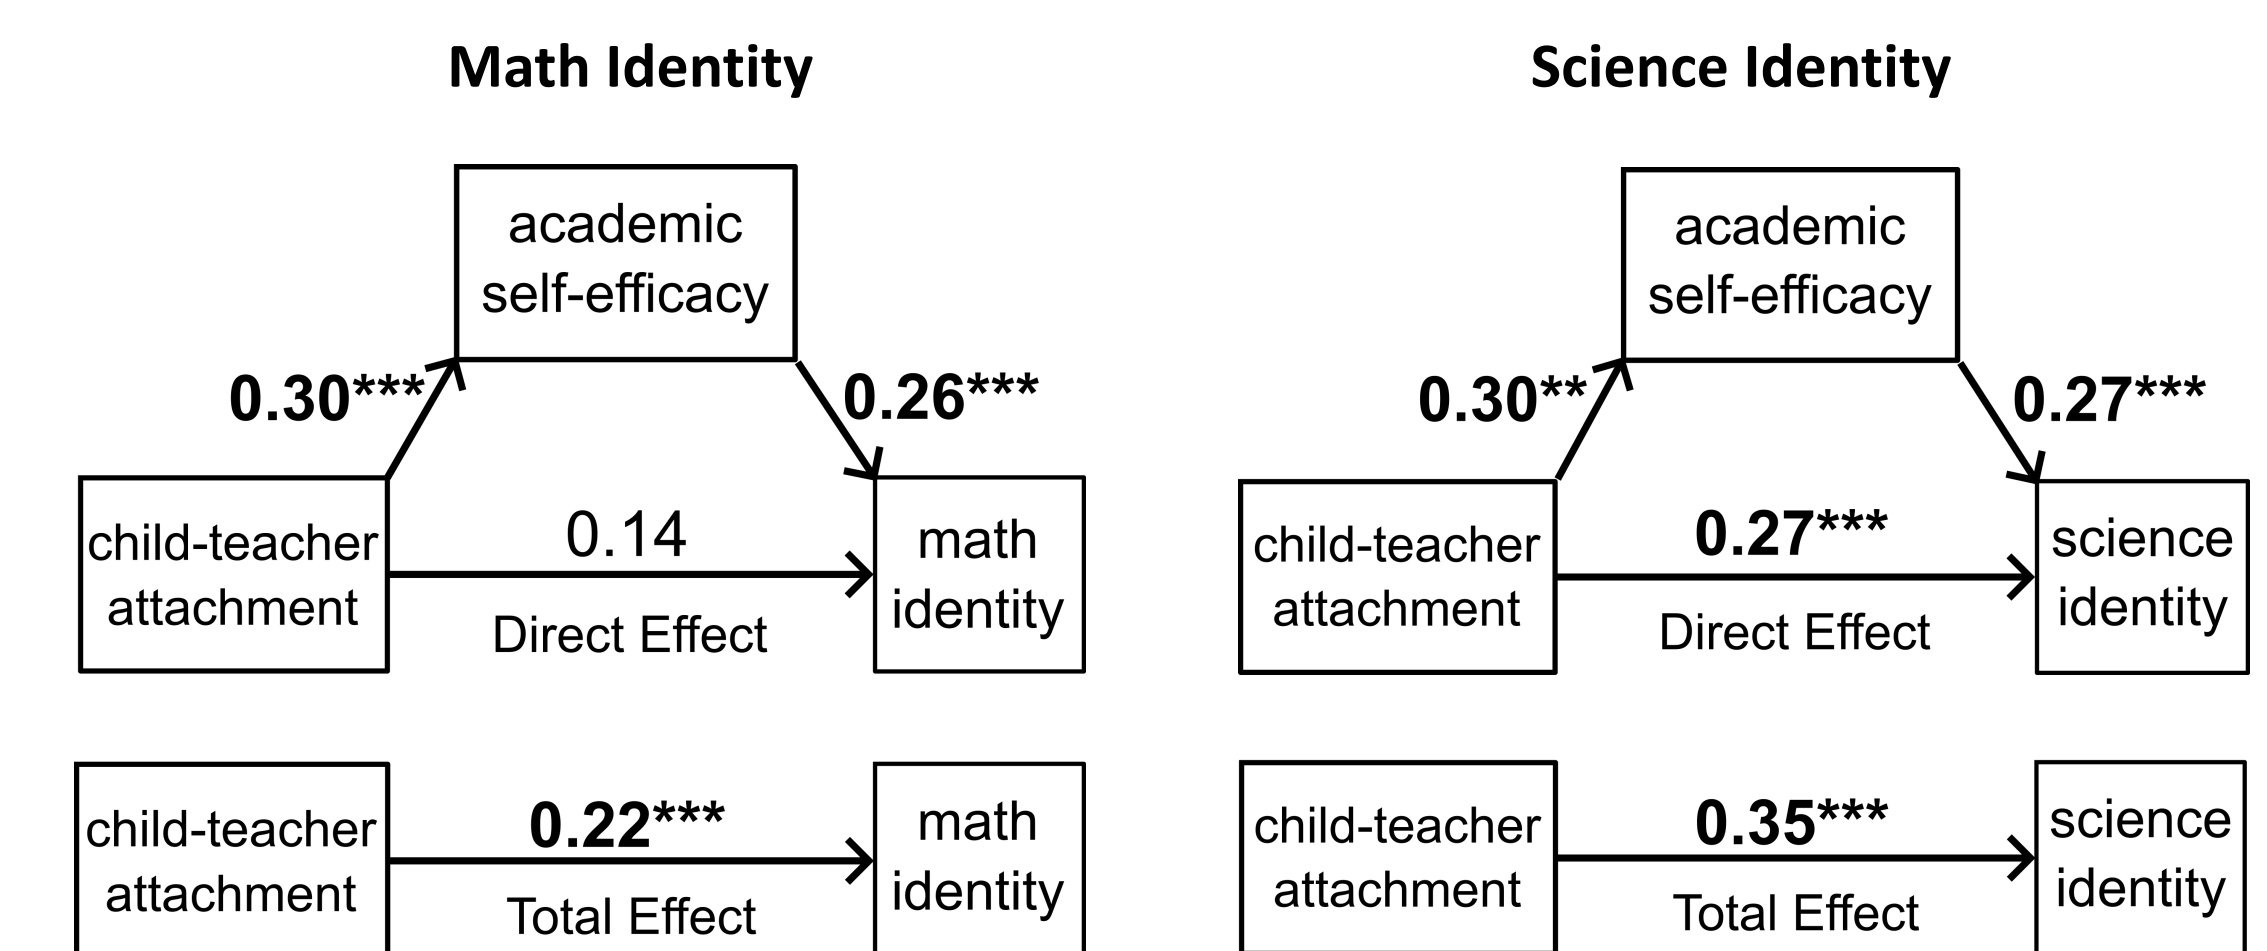 Math Identity
academic
self-efficacy
0.30***
0.26***
child-teacher
attachment
0.14
Direct Effect
math
identity
child-teacher
attachment
0.22***
Total Effect
math
identity
Science Identity
academic
self-efficacy
0.30**
0.27***
child-teacher
attachment
0.27***
Direct Effect
science
identity
child-teacher
attachment
0.35***
Total Effect
science
identity